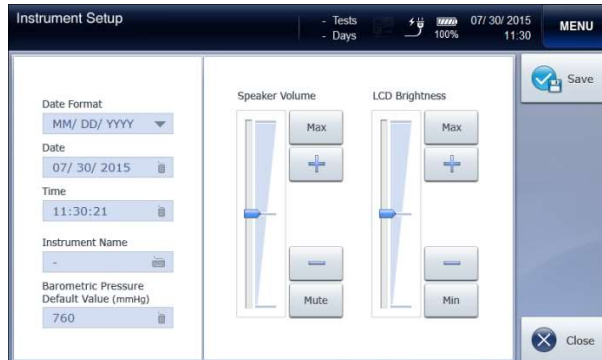 Instrument Setup
- Tests
- Days
100%
07/ 30/ 2015
11:30
MENU
Date Format
MM/ DD/ YYYY
Date
07/ 30/ 2015
Time
11:30:21
Instrument Name
-
Barometric Pressure
Default Value (mmHg)
760
Speaker Volume
Max
Mute
LCD Brightness
Max
Min
Save
Close